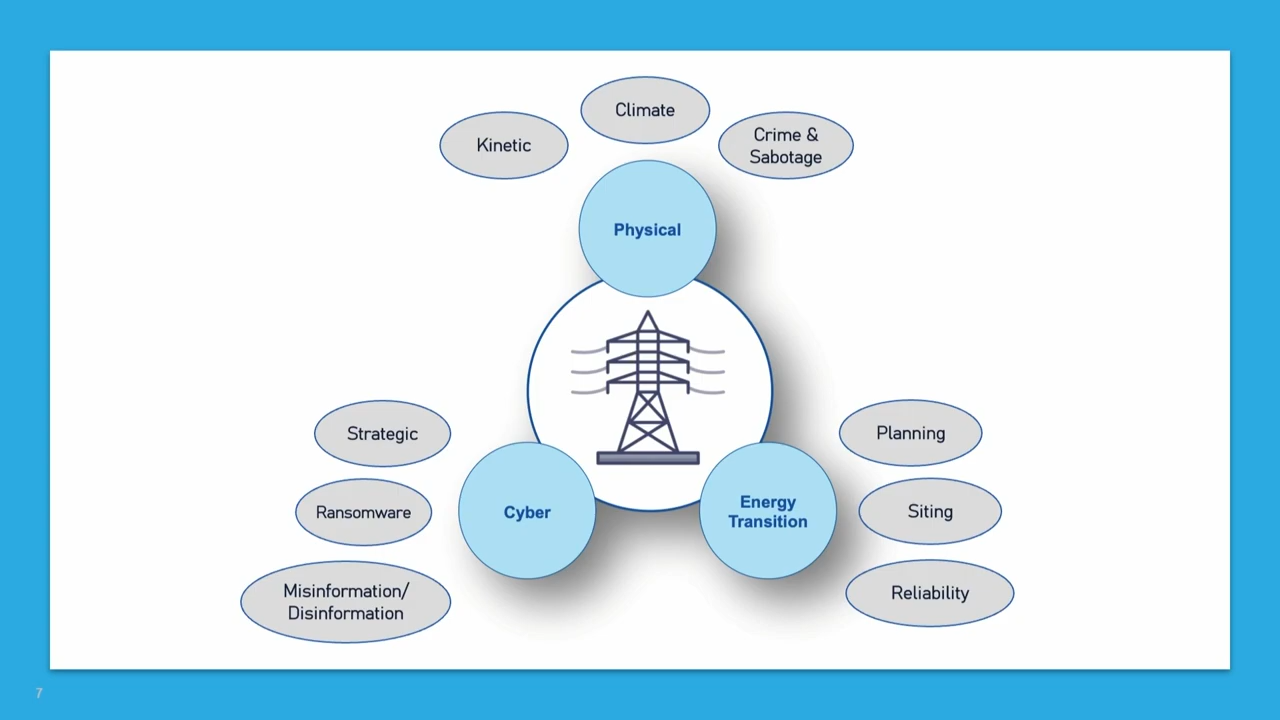 Climate
Kinetic
Crime &
Sabotage
Physical
Strategic
Planning
Ransomware
Cyber
Energy
Transition
Siting
Misinformation/
Disinformation
Reliability
7